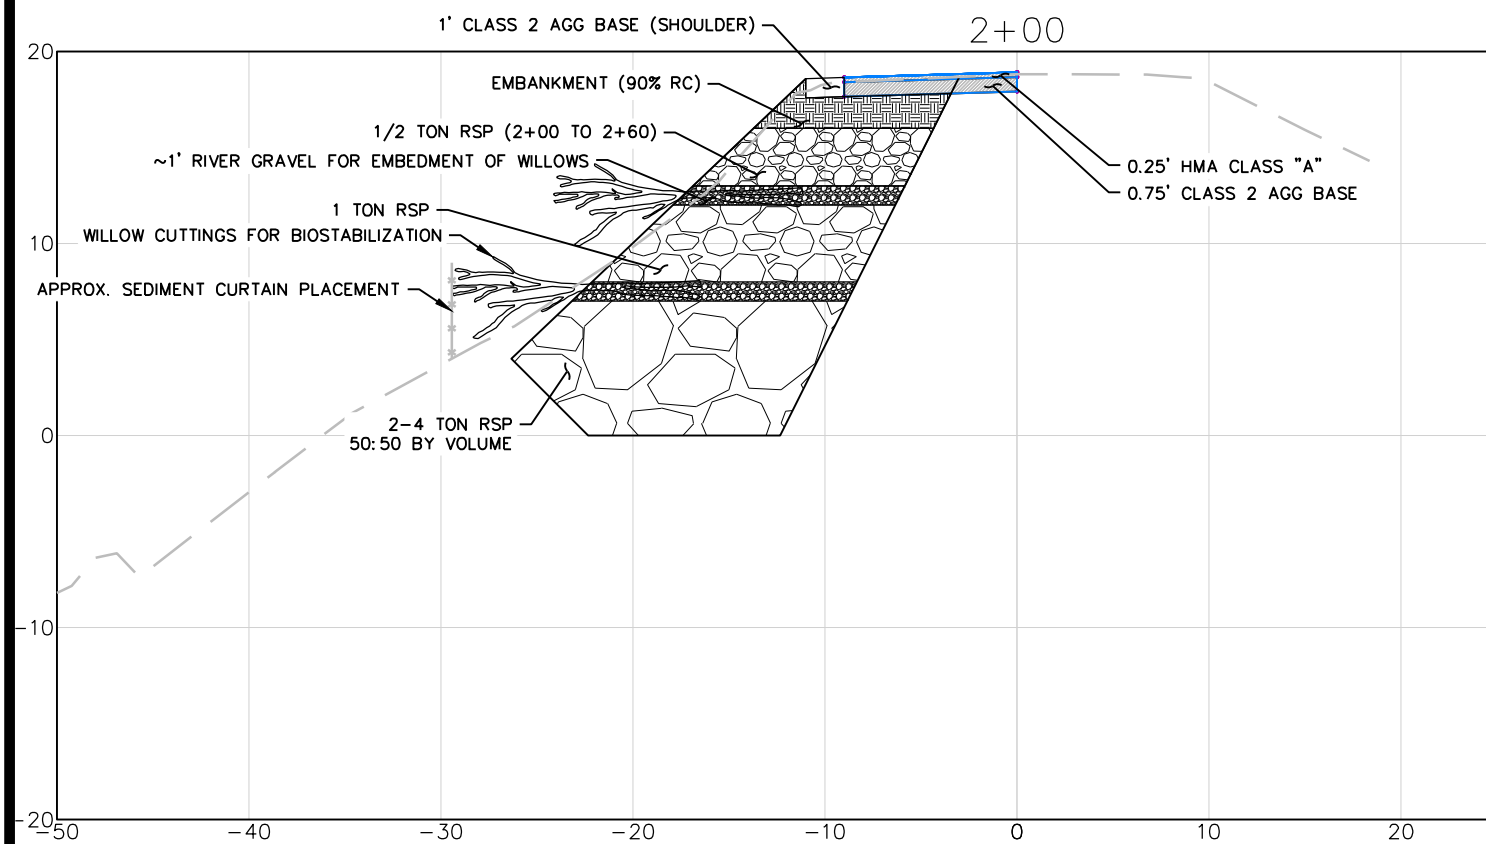 1' CLASS 2 AGG BASE (SHOULDER)
2+00
20
EMBANKMENT (90% RC)
1/2 TON RSP (2+00 TO 2+60)
~1' RIVER GRAVEL FOR EMBEDMENT OF WILLOWS
0.25' HMA CLASS "A"
0.75' CLASS 2 AGG BASE
1 TON RSP
WILLOW CUTTINGS FOR BIOSTABILIZATION
10
APPROX. SEDIMENT CURTAIN PLACEMENT
2-4 TON RSP
50:50 BY VOLUME
0
-10
-20
-50 -40 -30 -20 -10 0 10 20